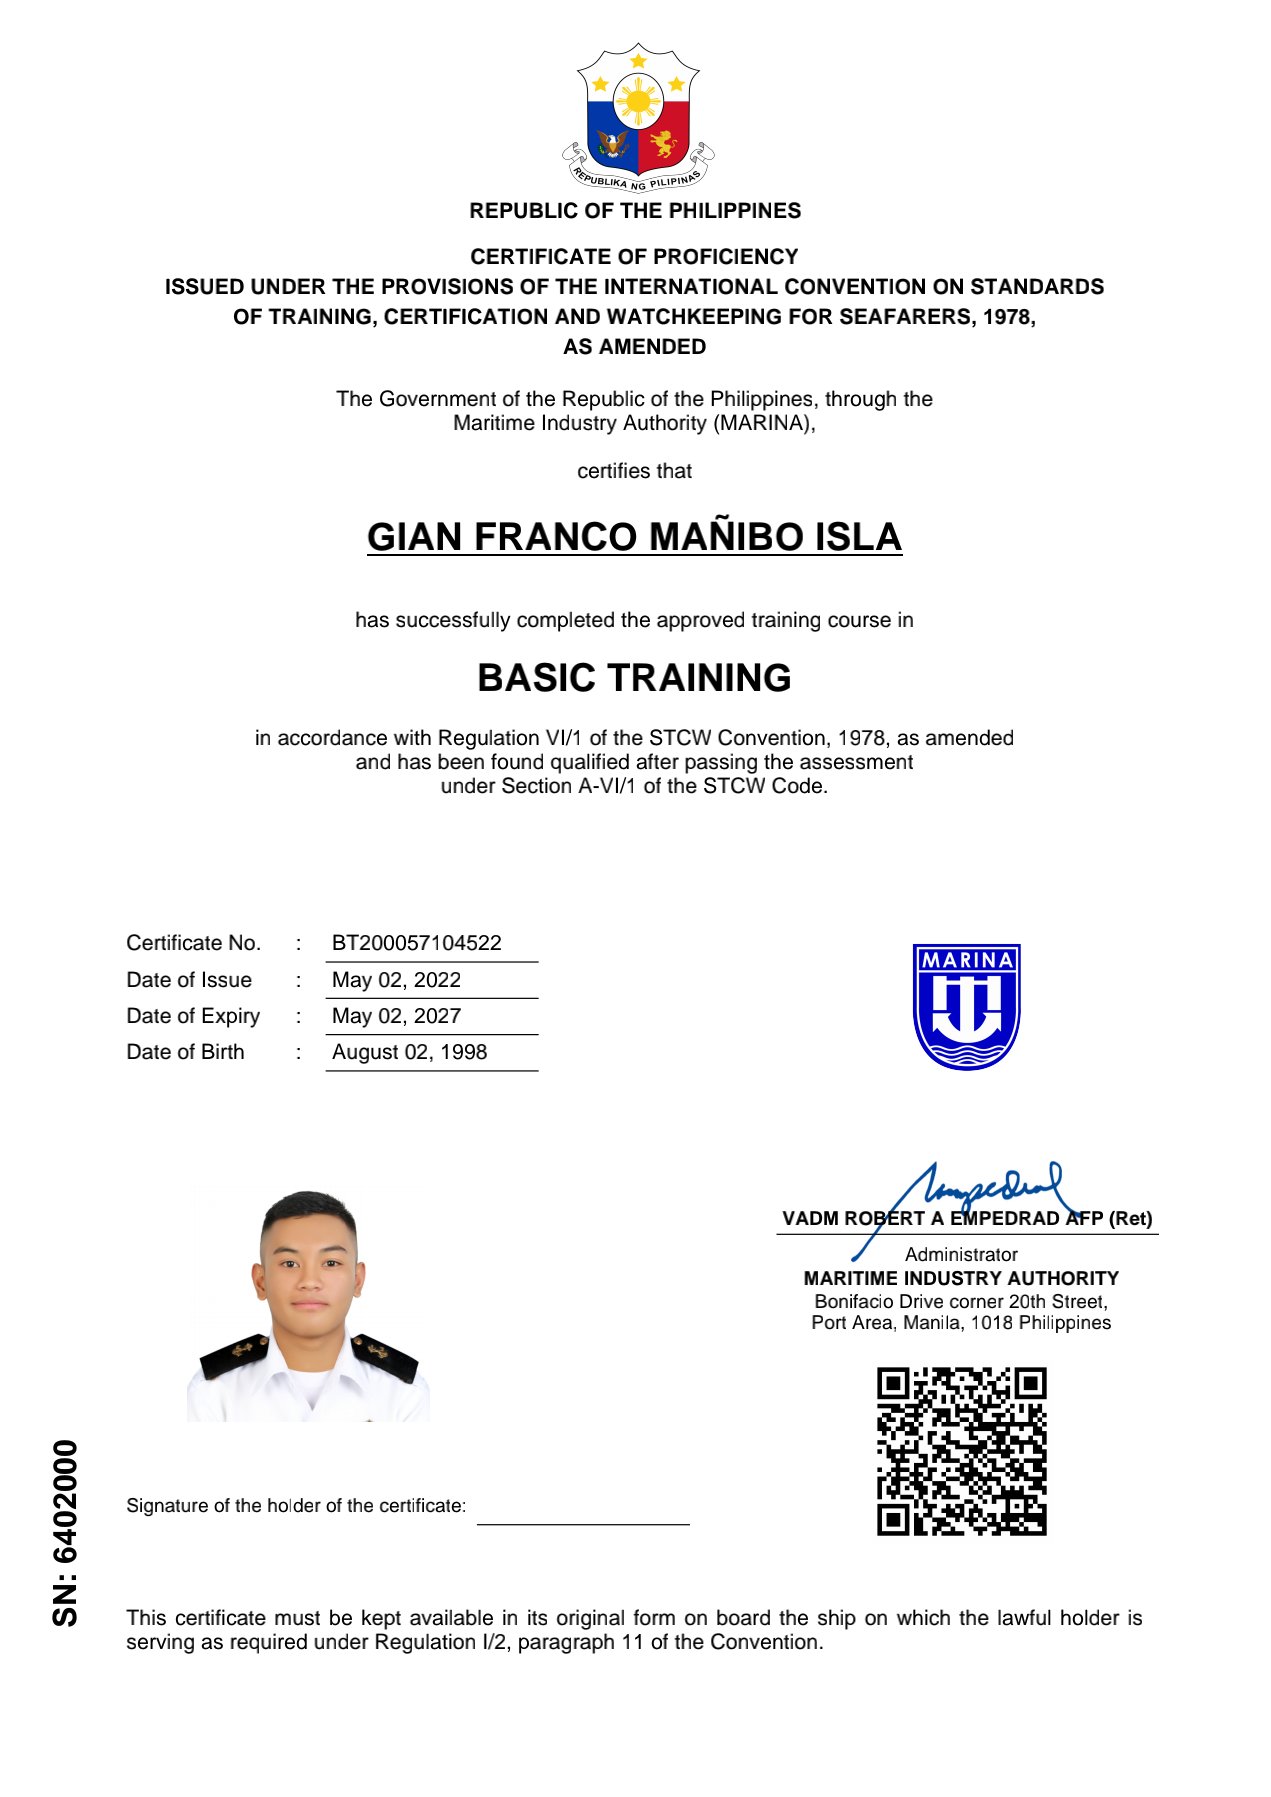 REPUBLIKA NG PILIPINAS
REPUBLIC OF THE PHILIPPINES
CERTIFICATE OF PROFICIENCY
ISSUED UNDER THE PROVISIONS OF THE INTERNATIONAL CONVENTION ON STANDARDS
OF TRAINING, CERTIFICATION AND WATCHKEEPING FOR SEAFARERS, 1978,
AS AMENDED
The Government of the Republic of the Philippines, through the
Maritime Industry Authority (MARINA),
certifies that
GIAN FRANCO MAÑIBO ISLA
has successfully completed the approved training course in
BASIC TRAINING
in accordance with Regulation VI/1 of the STCW Convention, 1978, as amended
and has been found qualified after passing the assessment
under Section A-VI/1 of the STCW Code.
Certificate No. : BT200057104522
Date of Issue : May 02, 2022
Date of Expiry : May 02, 2027
Date of Birth : August 02, 1998
MARINA
VADM ROBERT A EMPEDRAD AFP (Ret)
Administrator
MARITIME INDUSTRY AUTHORITY
Bonifacio Drive corner 20th Street,
Port Area, Manila, 1018 Philippines
Signature of the holder of the certificate:
SN: 6402000
This certificate must be kept available in its original form on board the ship on which the lawful holder is
serving as required under Regulation I/2, paragraph 11 of the Convention.